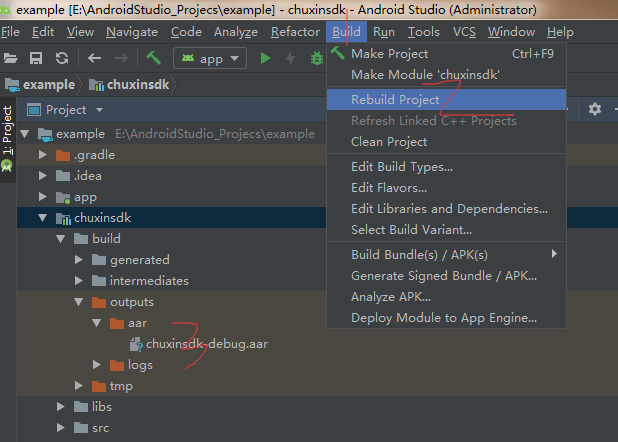 example [E:\AndroidStudio_Projecs\example] - chuxinsdk - Android Studio (Administrator)
File Edit View Navigate Code Analyze Refactor Build Run Tools VCS Window Help
app
example chuxinsdk
Make Project Ctrl+F9
Make Module 'chuxinsdk'
Rebuild Project
Refresh Linked C++ Projects
Clean Project
Edit Build Types...
Edit Flavors...
Edit Libraries and Dependencies...
Select Build Variant...
Build Bundle(s) / APK(s)
Generate Signed Bundle / APK...
Analyze APK...
Deploy Module to App Engine...
1: Project
Project
example E:\AndroidStudio_Projecs\example
.gradle
.idea
app
chuxinsdk
build
generated
intermediates
outputs
aar
chuxinsdk-debug.aar
logs
tmp
libs
src
1
2
3